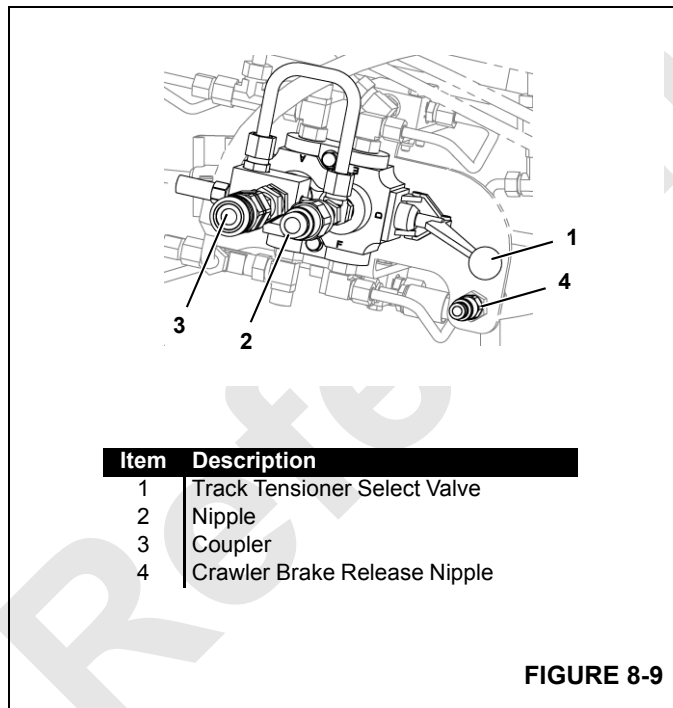 A
D
F
1
4
3
2
Item Description
1 Track Tensioner Select Valve
2 Nipple
3 Coupler
4 Crawler Brake Release Nipple
FIGURE 8-9
Refe